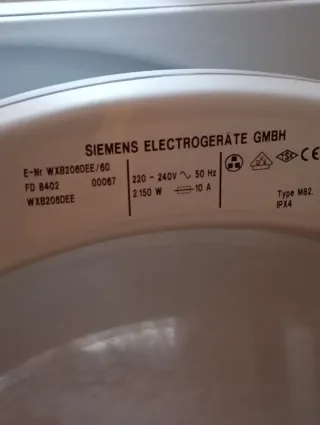 SIEMENS ELECTROGERÄTE GMBH
E-Nr WXB206DEE/60
FD 8402 00067
WXB206DEE
220 - 240V ∿ 50 Hz
2.150 W 10 A
TSC CE
Type M82.
IPX4